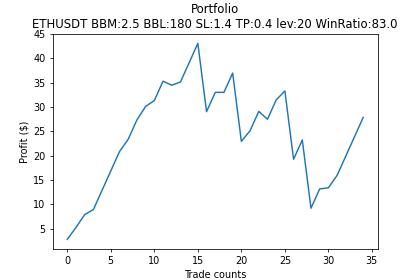 Portfolio
ETHUSDT BBM:2.5 BBL:180 SL:1.4 TP:0.4 lev:20 WinRatio:83.0
45
40
35
30
25
20
15
10
5
Profit ($)
0 5 10 15 20 25 30 35
Trade counts